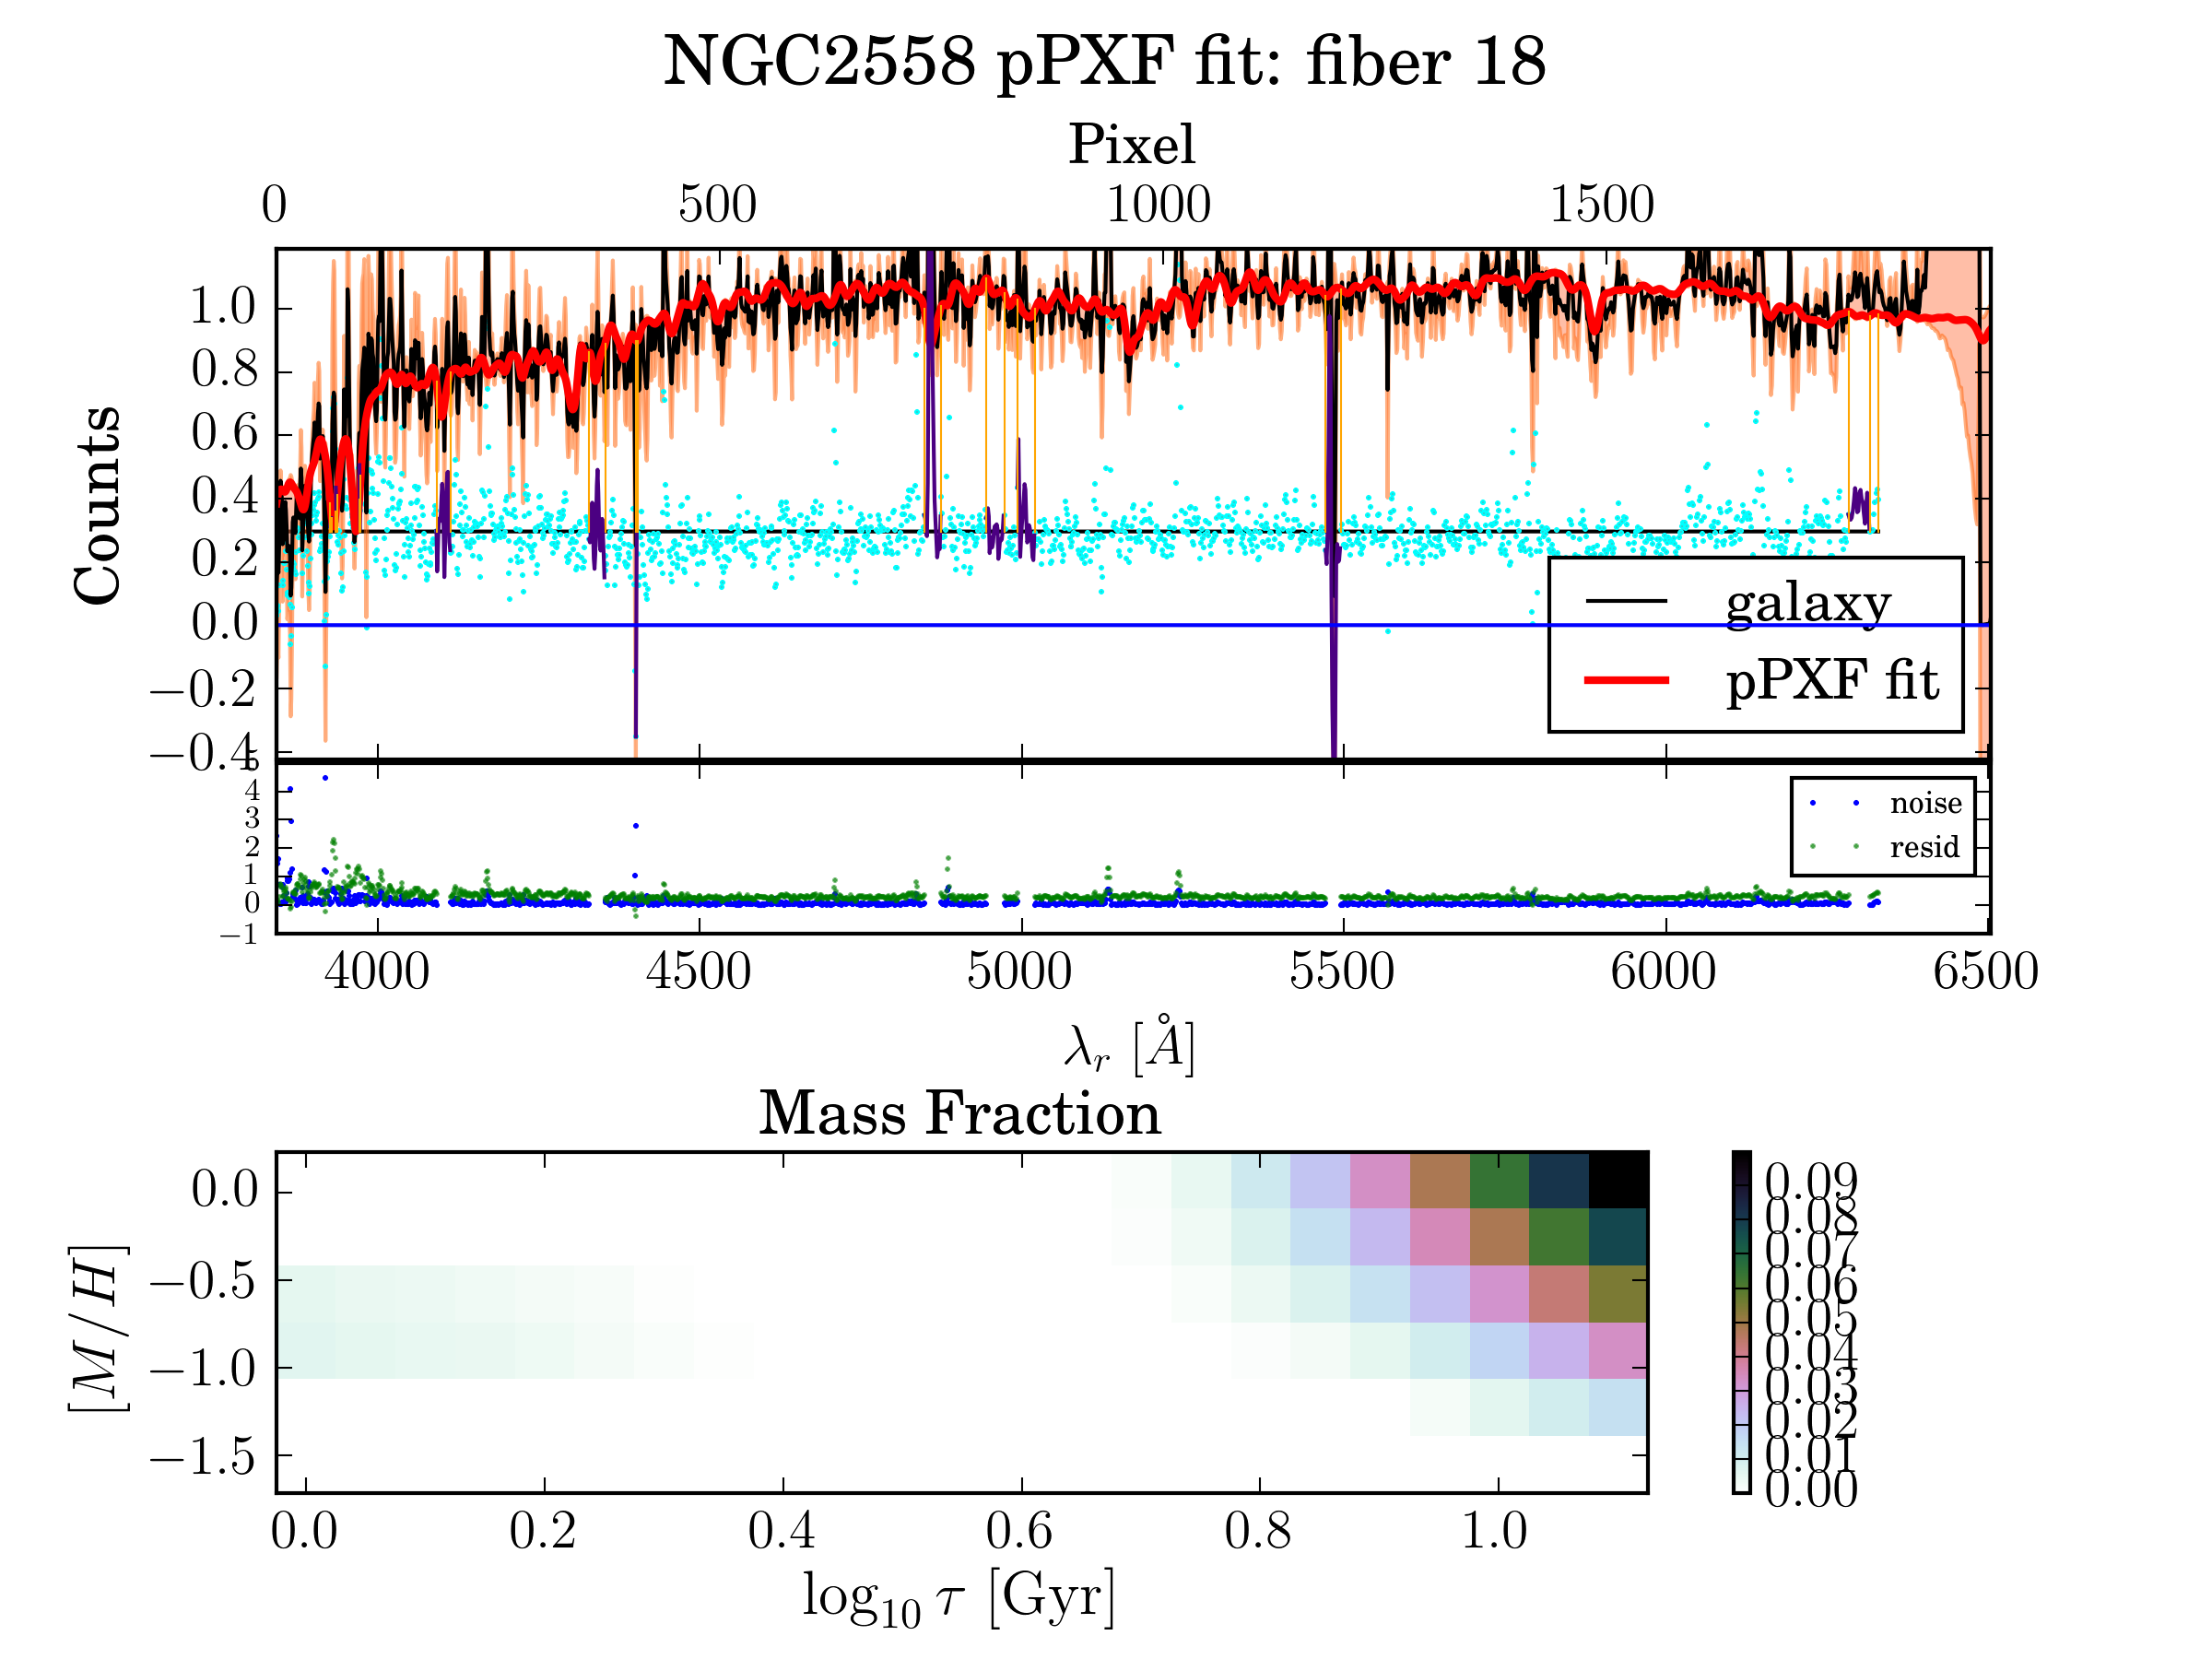 NGC2558 pPXF fit: fiber 18
Pixel
0 500 1000 1500
Counts
1.0
0.8
0.6
0.4
0.2
0.0
−0.2
−0.4
galaxy
pPXF fit
5
4
3
2
1
0
−1
noise
resid
4000 4500 5000 5500 6000 6500
λr [Å]
Mass Fraction
[M/H]
0.0
−0.5
−1.0
−1.5
0.09
0.08
0.07
0.06
0.05
0.04
0.03
0.02
0.01
0.00
0.0 0.2 0.4 0.6 0.8 1.0
log10 τ [Gyr]